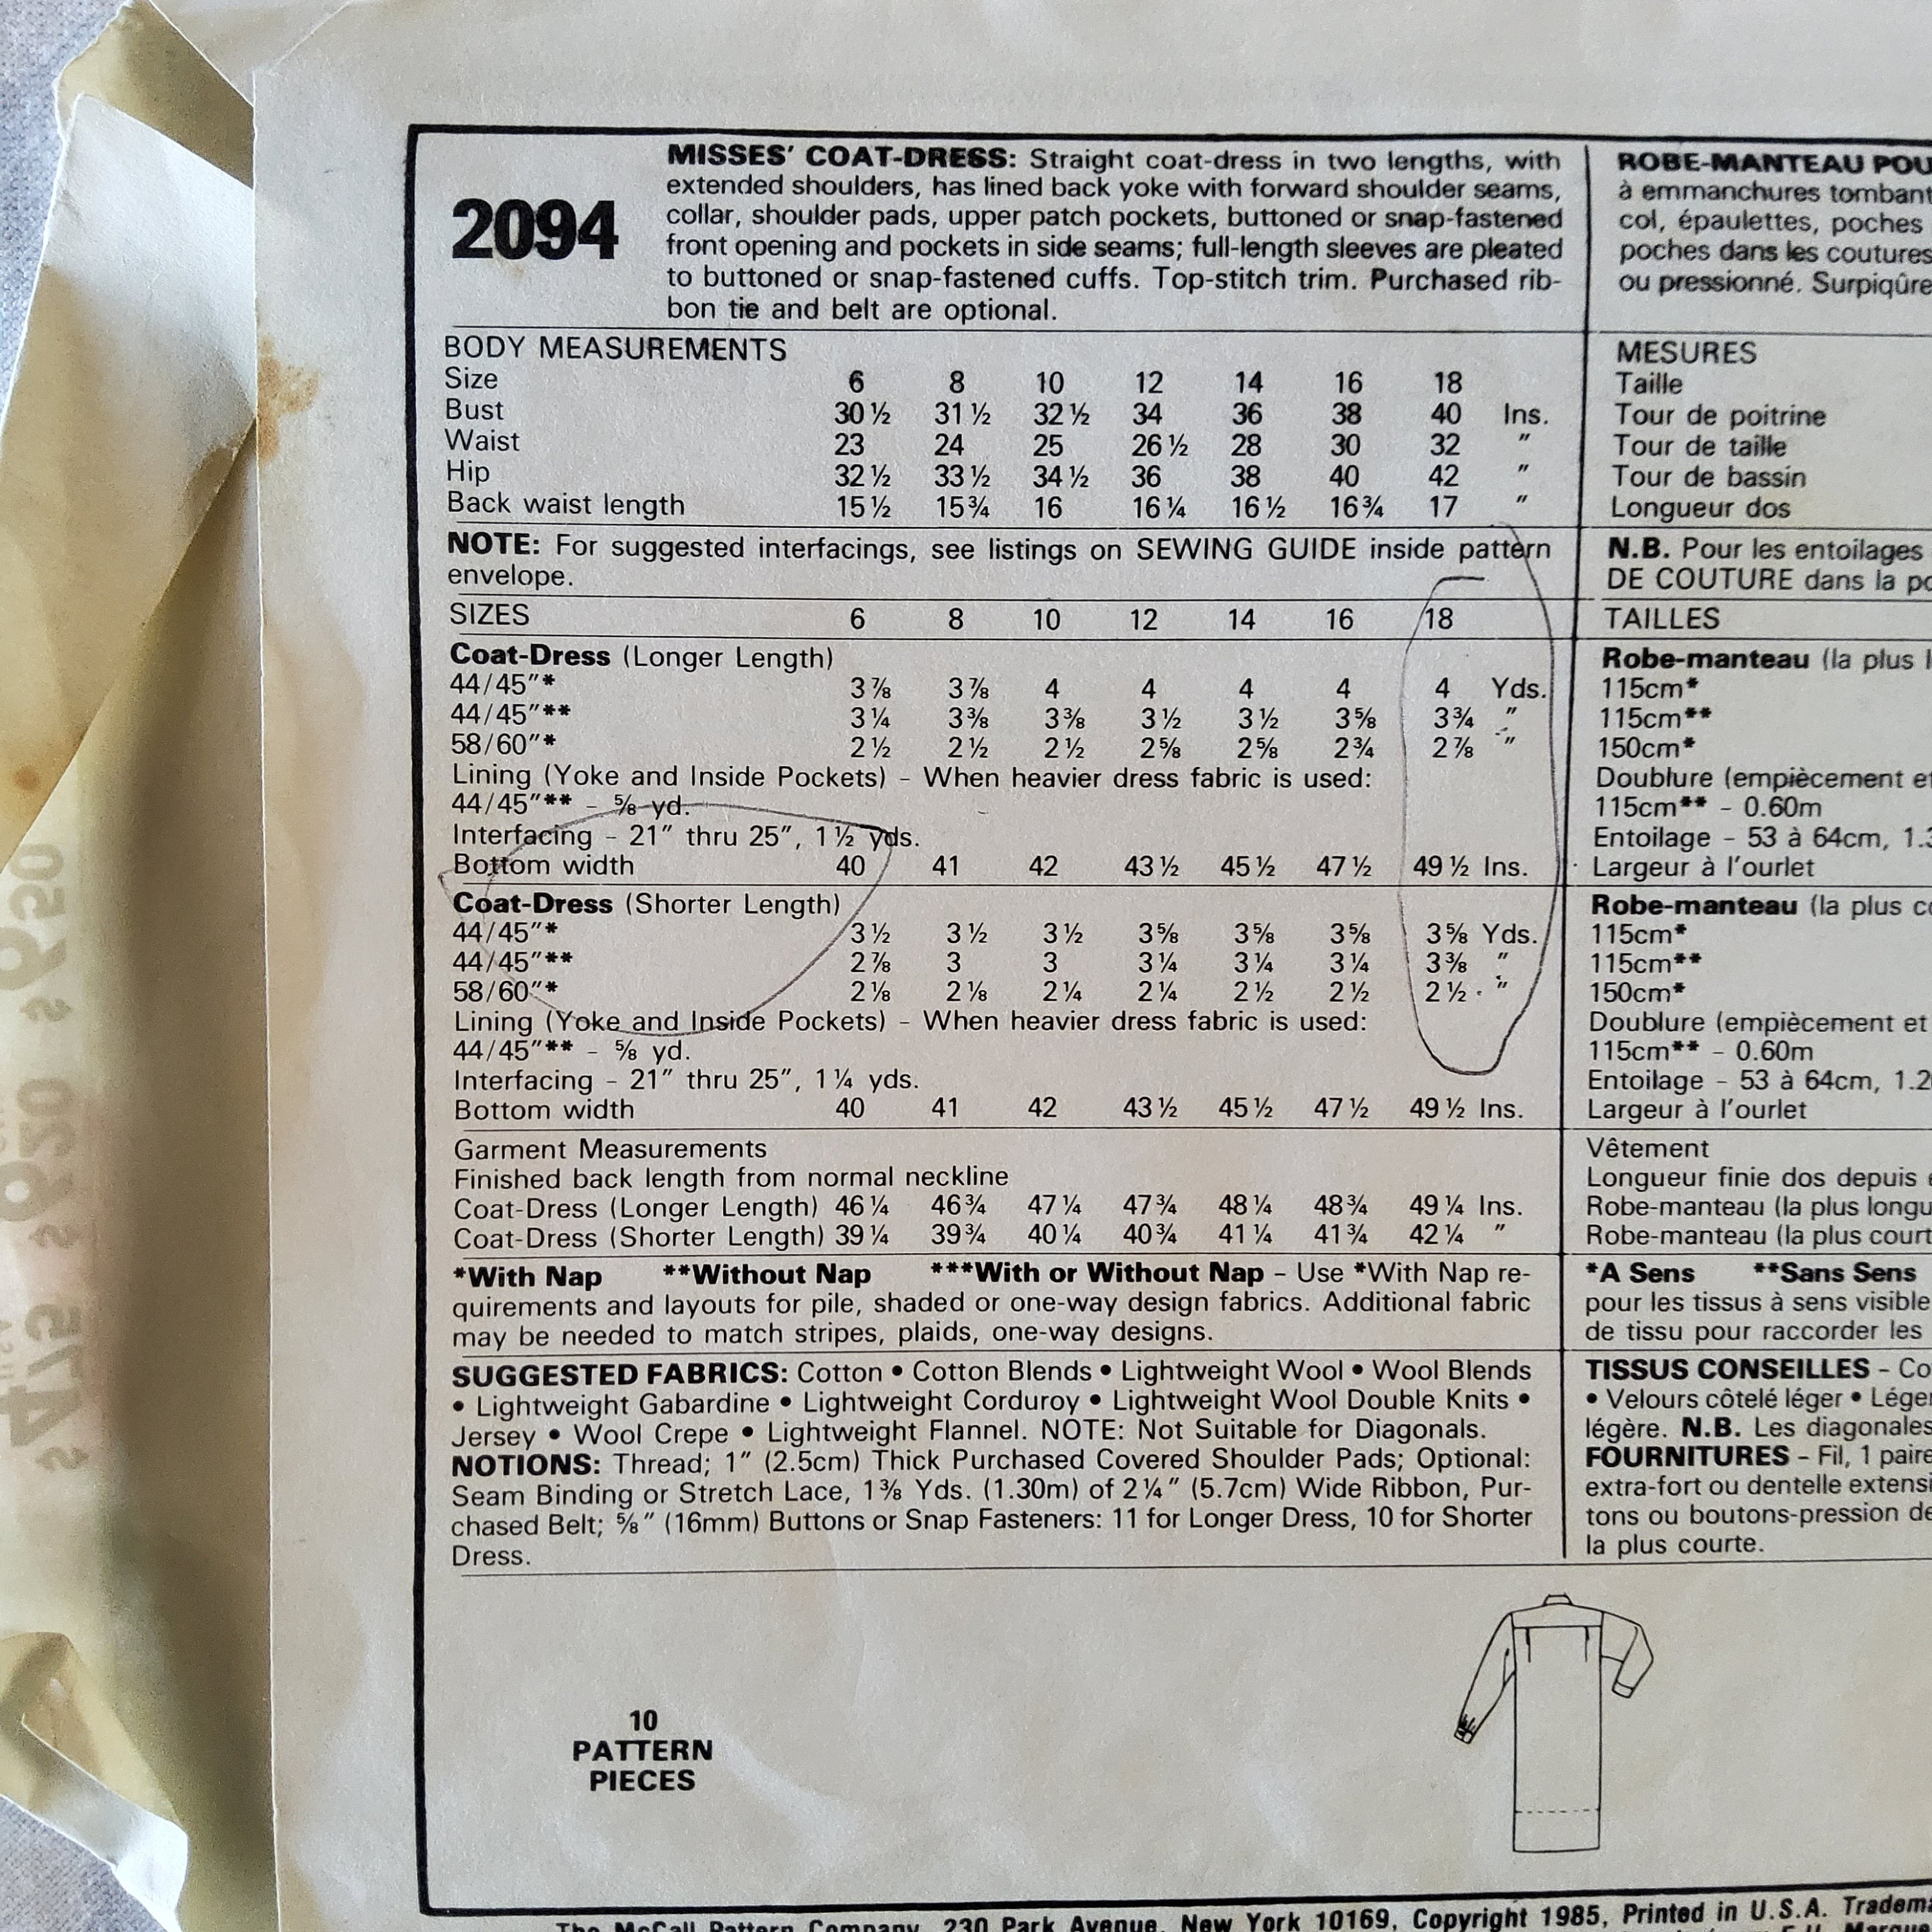 2094
MISSES' COAT-DRESS: Straight coat-dress in two lengths, with
extended shoulders, has lined back yoke with forward shoulder seams,
collar, shoulder pads, upper patch pockets, buttoned or snap-fastened
front opening and pockets in side seams; full-length sleeves are pleated
to buttoned or snap-fastened cuffs. Top-stitch trim. Purchased rib-
bon tie and belt are optional.
BODY MEASUREMENTS
Size 6 8 10 12 14 16 18
Bust 30½ 31½ 32½ 34 36 38 40 Ins.
Waist 23 24 25 26½ 28 30 32 "
Hip 32½ 33½ 34½ 36 38 40 42 "
Back waist length 15½ 15¾ 16 16¼ 16½ 16¾ 17 "
NOTE: For suggested interfacings, see listings on SEWING GUIDE inside pattern
envelope.
SIZES 6 8 10 12 14 16 18
Coat-Dress (Longer Length)
44/45"* 3⅞ 3⅞ 4 4 4 4 4 Yds.
44/45"** 3¼ 3⅜ 3⅜ 3½ 3½ 3⅝ 3¾ "
58/60"* 2½ 2½ 2½ 2⅝ 2⅝ 2¾ 2⅞ "
Lining (Yoke and Inside Pockets) - When heavier dress fabric is used:
44/45"** - ⅝ yd.
Interfacing - 21" thru 25", 1½ yds.
Bottom width 40 41 42 43½ 45½ 47½ 49½ Ins.
Coat-Dress (Shorter Length)
44/45"* 3½ 3½ 3½ 3⅝ 3⅝ 3⅝ 3⅝ Yds.
44/45"** 2⅞ 3 3 3¼ 3¼ 3¼ 3⅜ "
58/60"* 2⅛ 2⅛ 2¼ 2¼ 2½ 2½ 2½ "
Lining (Yoke and Inside Pockets) - When heavier dress fabric is used:
44/45"** - ⅝ yd.
Interfacing - 21" thru 25", 1¼ yds.
Bottom width 40 41 42 43½ 45½ 47½ 49½ Ins.
Garment Measurements
Finished back length from normal neckline
Coat-Dress (Longer Length) 46¼ 46¾ 47¼ 47¾ 48¼ 48¾ 49¼ Ins.
Coat-Dress (Shorter Length) 39¼ 39¾ 40¼ 40¾ 41¼ 41¾ 42¼ "
*With Nap **Without Nap ***With or Without Nap - Use *With Nap re-
quirements and layouts for pile, shaded or one-way design fabrics. Additional fabric
may be needed to match stripes, plaids, one-way designs.
SUGGESTED FABRICS: Cotton • Cotton Blends • Lightweight Wool • Wool Blends
• Lightweight Gabardine • Lightweight Corduroy • Lightweight Wool Double Knits •
Jersey • Wool Crepe • Lightweight Flannel. NOTE: Not Suitable for Diagonals.
NOTIONS: Thread; 1" (2.5cm) Thick Purchased Covered Shoulder Pads; Optional:
Seam Binding or Stretch Lace, 1⅜ Yds. (1.30m) of 2¼" (5.7cm) Wide Ribbon, Pur-
chased Belt; ⅝" (16mm) Buttons or Snap Fasteners: 11 for Longer Dress, 10 for Shorter
Dress.
ROBE-MANTEAU
à emmanchures
col, épaulettes, poches
poches dans les coutures
ou pressionné.
MESURES
Taille
Tour de poitrine
Tour de taille
Tour de bassin
Longueur dos
N.B. Pour les entoilages
DE COUTURE dans la
TAILLES
Robe-manteau (la plus
115cm*
115cm**
150cm*
Doublure (empiècement
115cm** - 0.60m
Entoilage - 53 à 64cm,
Largeur à l'ourlet
Robe-manteau (la plus
115cm*
115cm**
150cm*
Doublure (empiècement et
115cm** - 0.60m
Entoilage - 53 à 64cm,
Largeur à l'ourlet
Vêtement
Longueur finie dos depuis
Robe-manteau (la plus
Robe-manteau (la plus
*A Sens **Sans Sens
pour les tissus à sens visible
de tissu pour raccorder les
TISSUS CONSEILLES -
• Velours côtelé léger •
légère. N.B. Les diagonales
FOURNITURES - Fil, 1 paire
extra-fort ou dentelle
tons ou boutons-pression
la plus courte.
10
PATTERN
PIECES
The McCall Pattern Company, 230 Park Avenue, New York 10169, Copyright 1985, Printed in U.S.A.